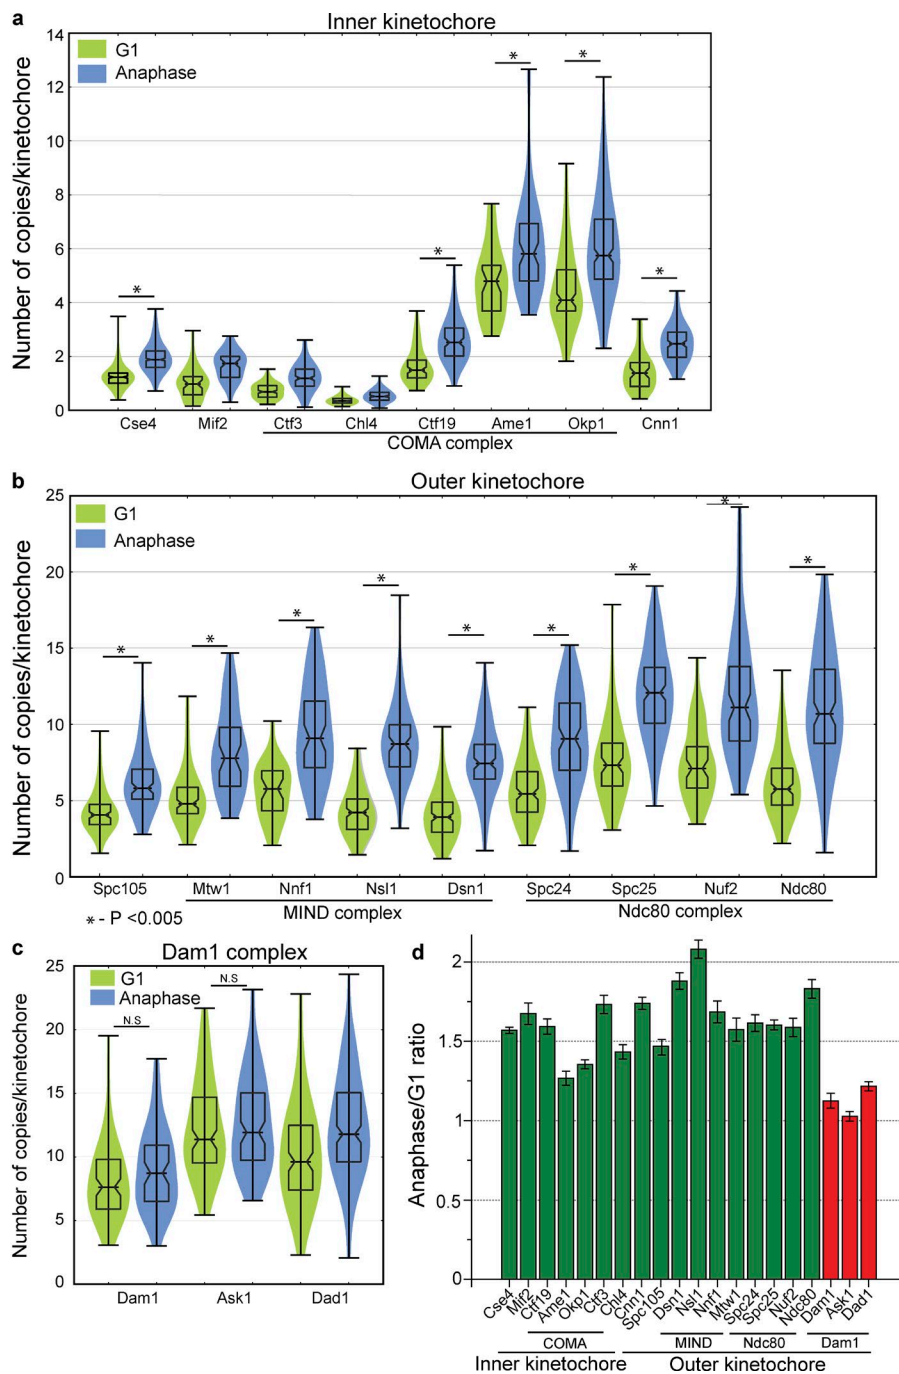 a
Inner kinetochore
G1
Anaphase
Number of copies/kinetochore
14
12
10
8
6
4
2
0
*
*
*
*
*
Cse4 Mif2 Ctf3 Chl4 Ctf19 Ame1 Okp1 Cnn1
COMA complex
b
Outer kinetochore
G1
Anaphase
Number of copies/kinetochore
25
20
15
10
5
0
*
*
*
*
*
*
*
*
*
Spc105 Mtw1 Nnf1 Nsl1 Dsn1 Spc24 Spc25 Nuf2 Ndc80
MIND complex Ndc80 complex
*- P <0.005
c
Dam1 complex
G1
Anaphase
Number of copies/kinetochore
25
20
15
10
5
0
N.S
N.S
Dam1 Ask1 Dad1
d
Anaphase/G1 ratio
2
1.5
1
0.5
0
Cse4 Mif2 Ctf19 Ame1 Okp1 Ctf3 Chl4 Cnn1 Spc105 Dsn1 Nsl1 Nnf1 Mtw1 Spc24 Spc25 Nuf2 Ndc80 Dam1 Ask1 Dad1
COMA MIND Ndc80 Dam1
Inner kinetochore Outer kinetochore